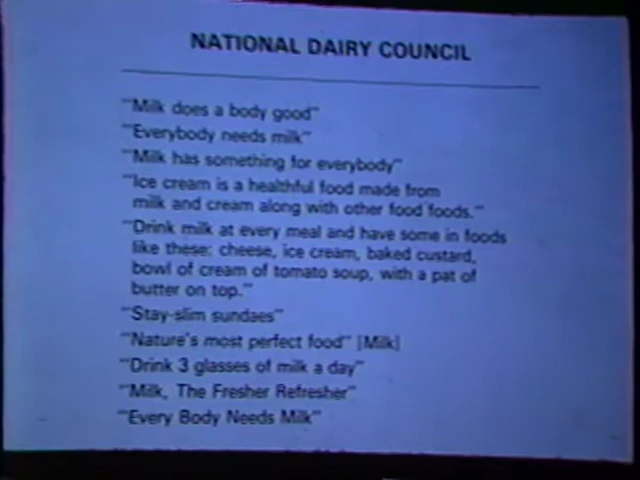 NATIONAL DAIRY COUNCIL
"Milk does a body good"
"Everybody needs milk"
"Milk has something for everybody"
"Ice cream is a healthful food made from
milk and cream along with other food foods."
"Drink milk at every meal and have some in foods
like these: cheese, ice cream, baked custard,
bowl of cream of tomato soup, with a pat of
butter on top."
"Stay-slim sundaes"
"Nature's most perfect food" [Milk]
"Drink 3 glasses of milk a day"
"Milk, The Fresher Refresher"
"Every Body Needs Milk"